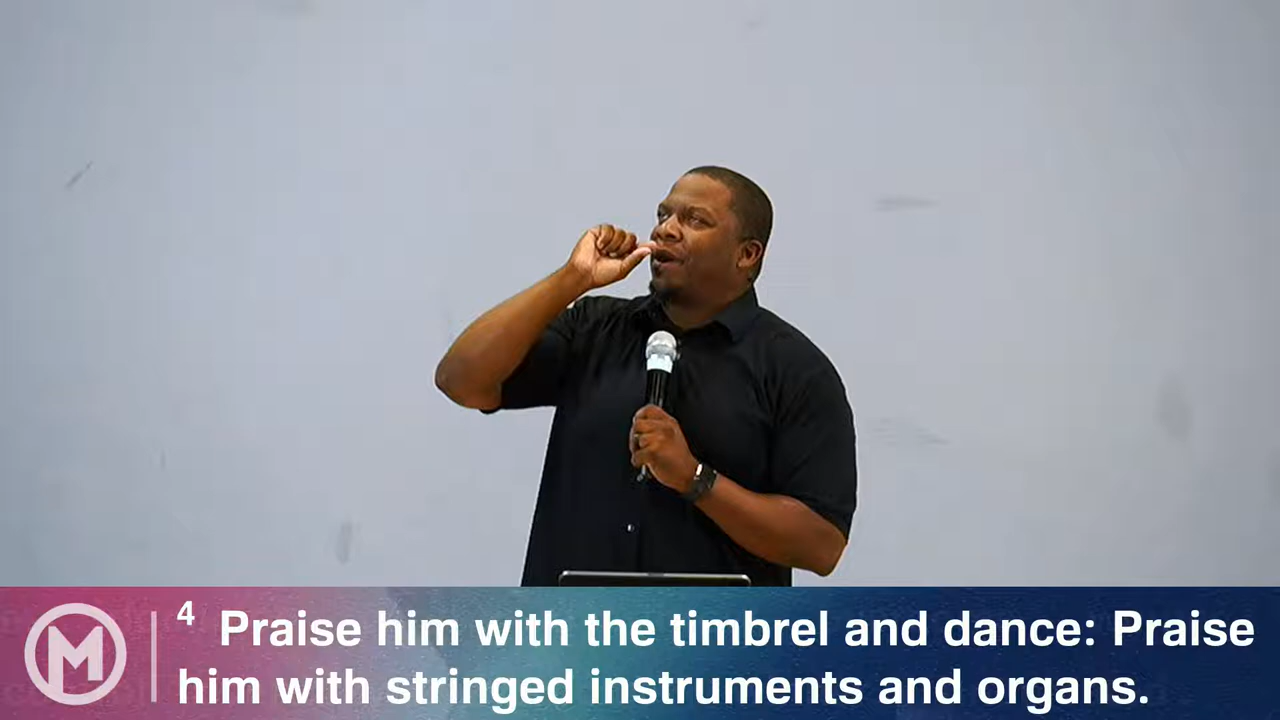 M
4 Praise him with the timbrel and dance: Praise
him with stringed instruments and organs.